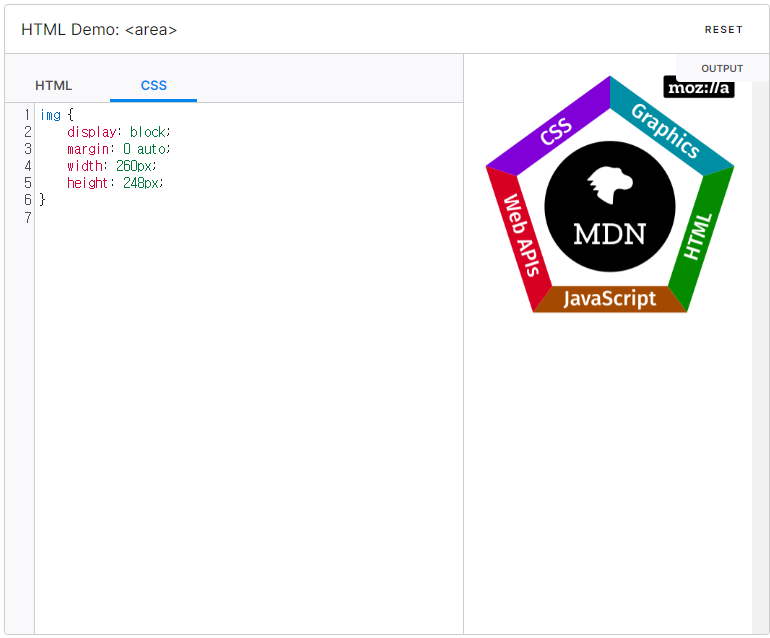 HTML Demo: <area>
RESET
HTML
CSS
OUTPUT
1 img {
2 display: block;
3 margin: 0 auto;
4 width: 260px;
5 height: 248px;
6 }
7
moz://a
CSS
Graphics
Web APIs
MDN
HTML
JavaScript